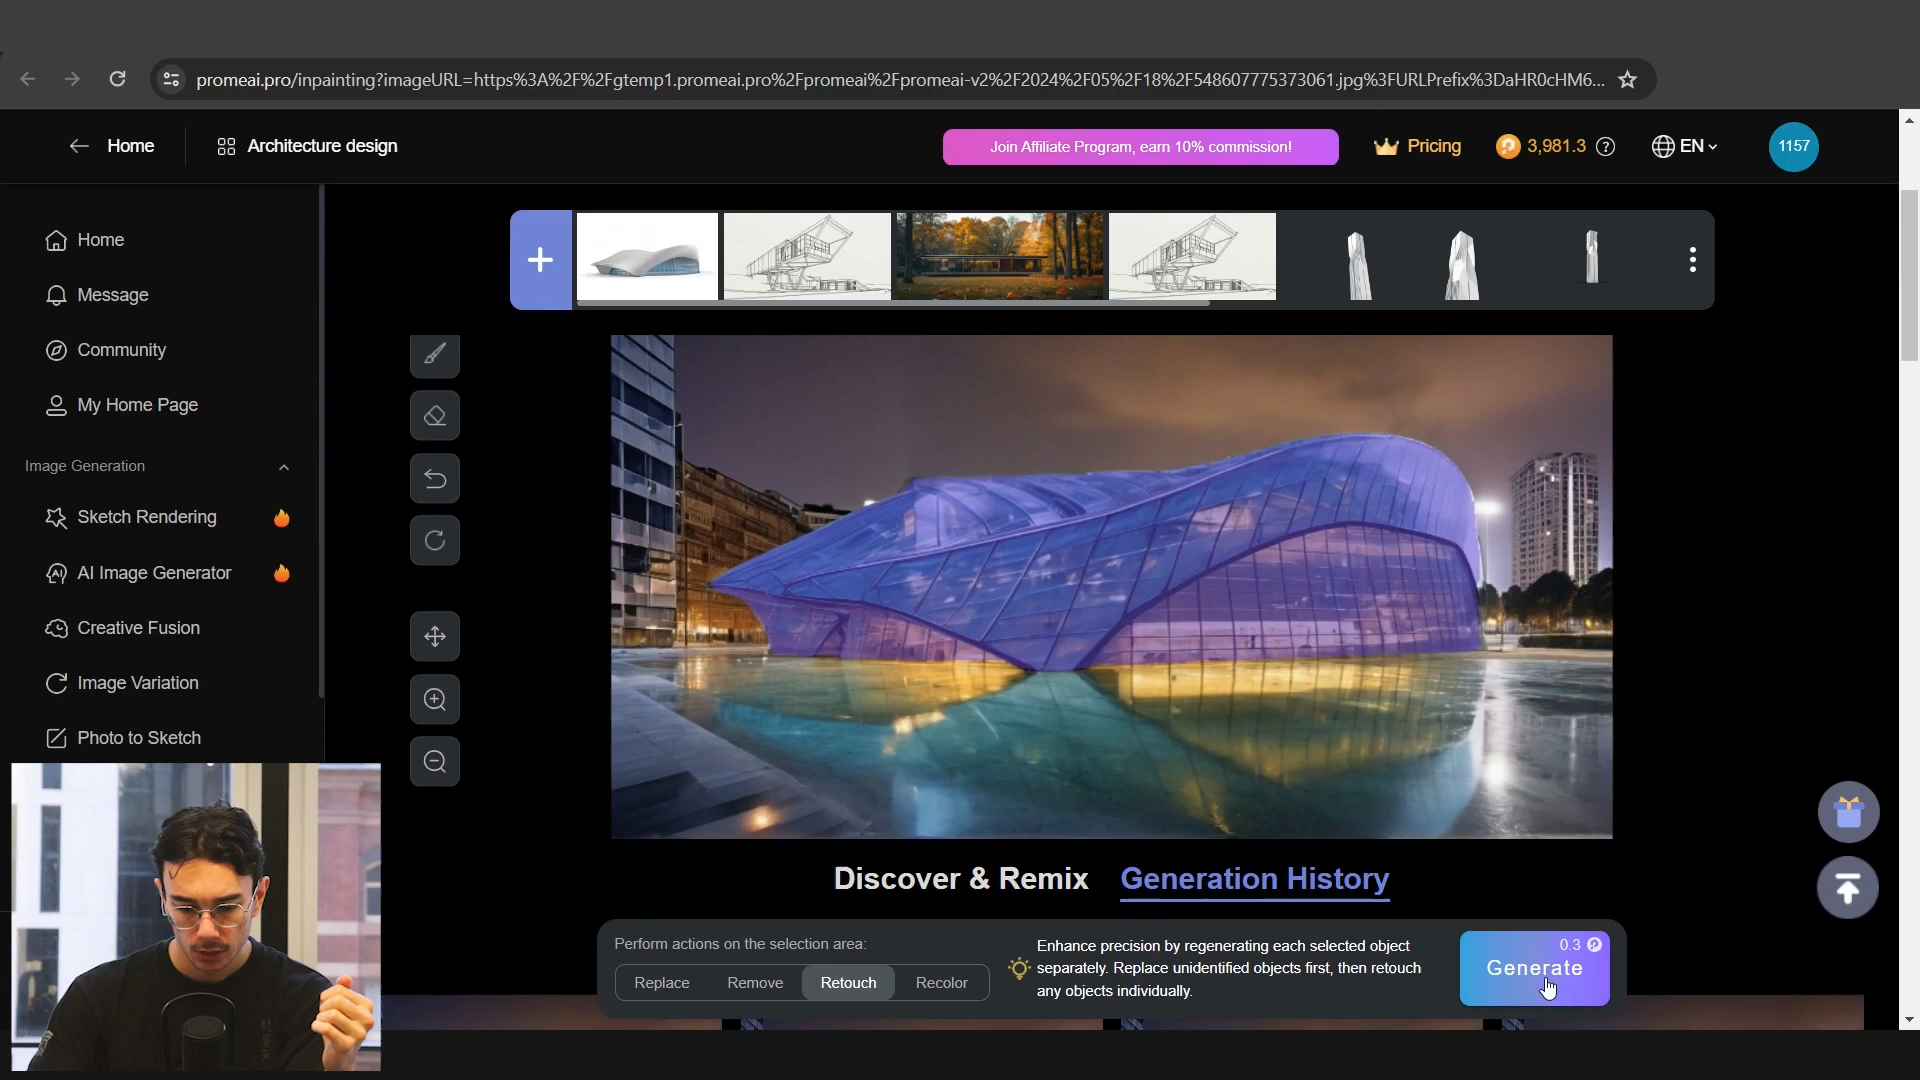 promeai.pro/inpainting?imageURL=https%3A%2F%2Fgtemp1.promeai.pro%2Fpromeai%2Fpromeai-v2%2F2024%2F05%2F18%2F548607775373061.jpg%3FURLPrefix%3DaHR0cHM6...
Home
Architecture design
Join Affiliate Program, earn 10% commission!
Pricing
3,981.3
EN
1157
Home
Message
Community
My Home Page
Image Generation
Sketch Rendering
AI Image Generator
Creative Fusion
Image Variation
Photo to Sketch
Discover & Remix Generation History
Perform actions on the selection area:
Replace Remove Retouch Recolor
Enhance precision by regenerating each selected object
separately. Replace unidentified objects first, then retouch
any objects individually.
0.3
Generate